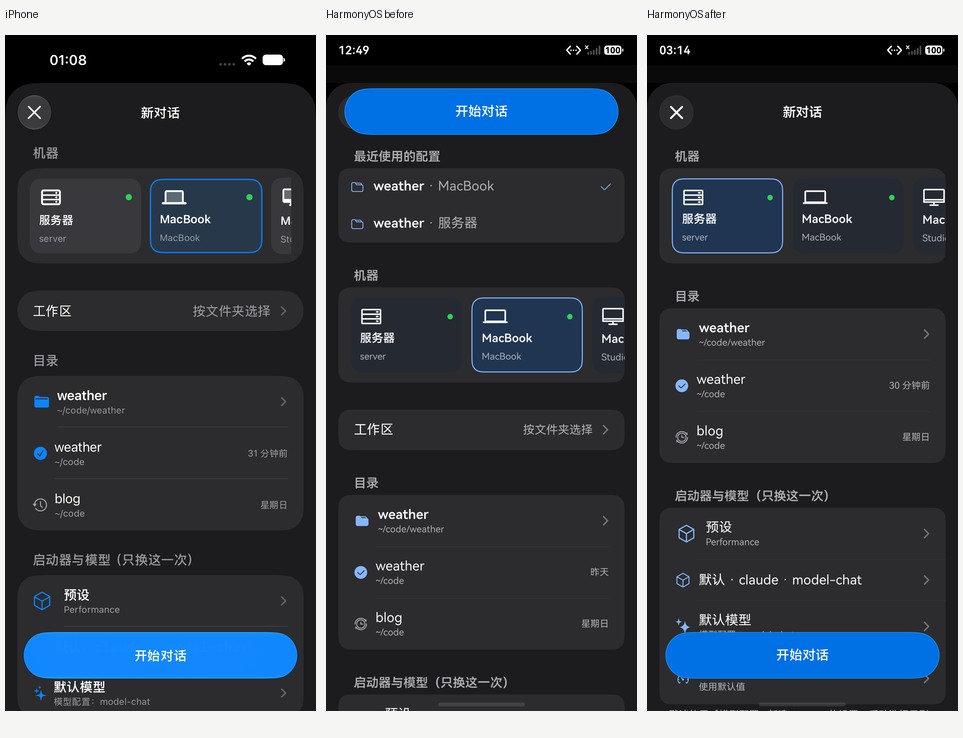 iPhone
01:08
新对话
机器
服务器
server
MacBook
MacBook
工作区
按文件夹选择
目录
weather
~/code/weather
weather
~/code
31 分钟前
blog
~/code
星期日
启动器与模型（只换这一次）
预设
Performance
开始对话
默认模型
模型配置：model-chat
HarmonyOS before
12:49
100
开始对话
最近使用的配置
weather · MacBook
weather · 服务器
机器
服务器
server
MacBook
MacBook
Mac
工作区
按文件夹选择
目录
weather
~/code/weather
weather
~/code
昨天
blog
~/code
星期日
启动器与模型（只换这一次）
HarmonyOS after
03:14
100
新对话
机器
服务器
server
MacBook
MacBook
Mac
目录
weather
~/code/weather
weather
~/code
30 分钟前
blog
~/code
星期日
启动器与模型（只换这一次）
预设
Performance
默认 · claude · model-chat
默认模型
开始对话
使用默认值